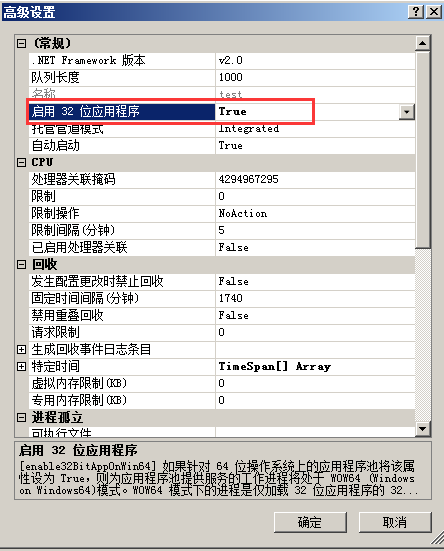 高级设置
(常规)
.NET Framework 版本 v2.0
队列长度 1000
名称 test
启用 32 位应用程序 True
托管管道模式 Integrated
自动启动 True
CPU
处理器关联掩码 4294967295
限制 0
限制操作 NoAction
限制间隔(分钟) 5
已启用处理器关联 False
回收
发生配置更改时禁止回收 False
固定时间间隔(分钟) 1740
禁用重叠回收 False
请求限制 0
生成回收事件日志条目
特定时间 TimeSpan[] Array
虚拟内存限制(KB) 0
专用内存限制(KB) 0
进程孤立
可执行文件
启用 32 位应用程序
[enable32BitAppOnWin64] 如果针对 64 位操作系统上的应用程序池将该属
性设为 True，则为应用程序池提供服务的工作进程将处于 WOW64 (Windows
on Windows64)模式。WOW64 模式下的进程是仅加载 32 位应用程序的 32...
确定 取消